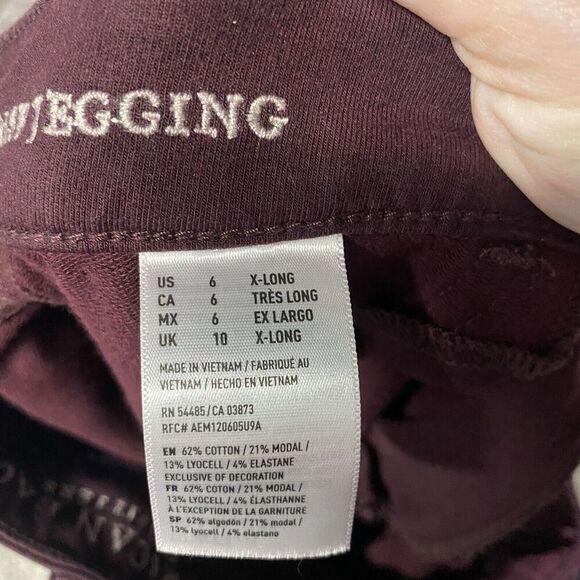 JEGGING
US 6 X-LONG
CA 6 TRÈS LONG
MX 6 EX LARGO
UK 10 X-LONG
MADE IN VIETNAM / FABRIQUÉ AU
VIETNAM / HECHO EN VIETNAM
RN 54485/CA 03873
RFC# AEM120605U9A
EN 62% COTTON / 21% MODAL /
13% LYOCELL / 4% ELASTANE
EXCLUSIVE OF DECORATION
FR 62% COTON / 21% MODAL /
13% LYOCELL / 4% ÉLASTHANNE
À L'EXCEPTION DE LA GARNITURE
SP 62% algodón / 21% modal /
13% lyocell / 4% elastano